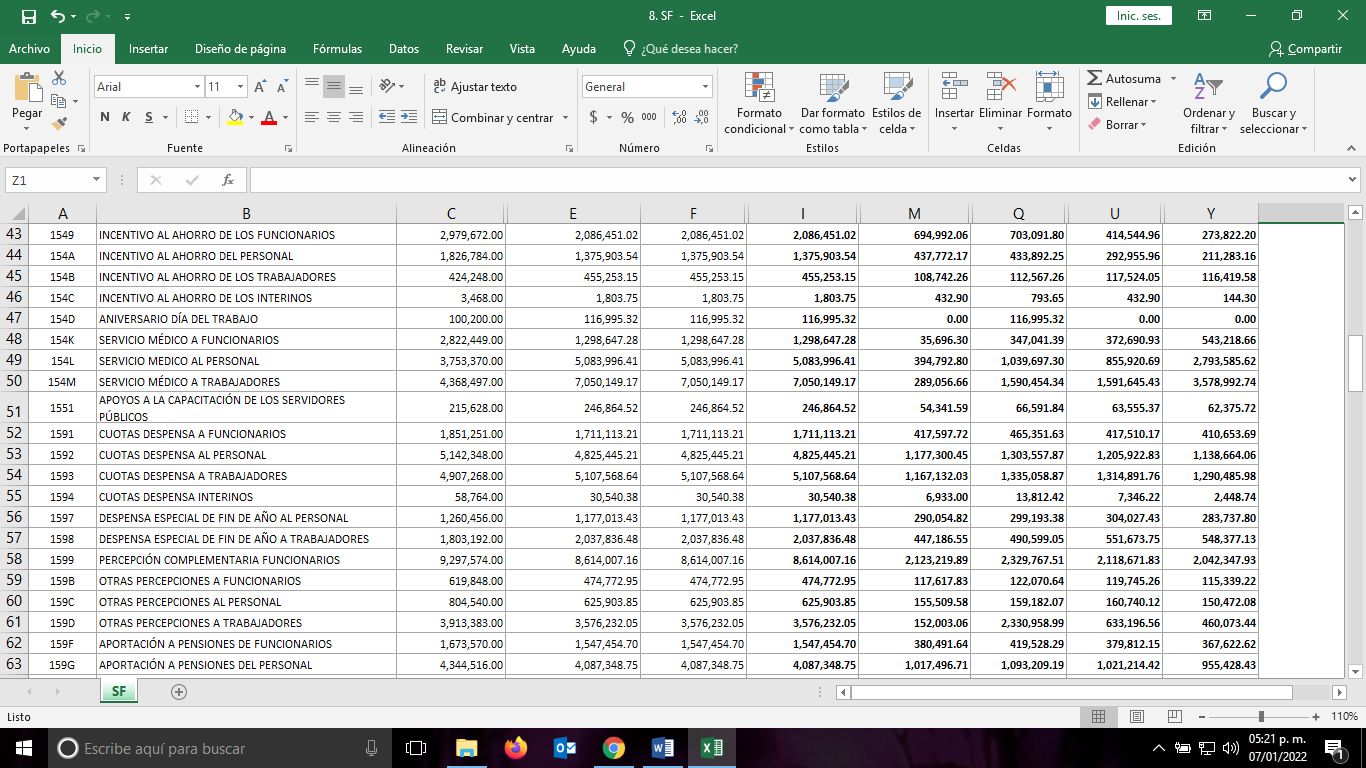 8. SF - Excel
Inic. ses.
Archivo Inicio Insertar Diseño de página Fórmulas Datos Revisar Vista Ayuda ¿Qué desea hacer? Compartir
Pegar
Arial 11
N K S
Ajustar texto
Combinar y centrar
General
$ % 000
Formato condicional
Dar formato como tabla
Estilos de celda
Insertar Eliminar Formato
Autosuma
Rellenar
Borrar
Ordenar y filtrar
Buscar y seleccionar
Portapapeles Fuente Alineación Número Estilos Celdas Edición
Z1 fx
A B C E F I M Q U Y
43 1549 INCENTIVO AL AHORRO DE LOS FUNCIONARIOS 2,979,672.00 2,086,451.02 2,086,451.02 2,086,451.02 694,992.06 703,091.80 414,544.96 273,822.20
44 154A INCENTIVO AL AHORRO DEL PERSONAL 1,826,784.00 1,375,903.54 1,375,903.54 1,375,903.54 437,772.17 433,892.25 292,955.96 211,283.16
45 154B INCENTIVO AL AHORRO DE LOS TRABAJADORES 424,248.00 455,253.15 455,253.15 455,253.15 108,742.26 112,567.26 117,524.05 116,419.58
46 154C INCENTIVO AL AHORRO DE LOS INTERINOS 3,468.00 1,803.75 1,803.75 1,803.75 432.90 793.65 432.90 144.30
47 154D ANIVERSARIO DÍA DEL TRABAJO 100,200.00 116,995.32 116,995.32 116,995.32 0.00 116,995.32 0.00 0.00
48 154K SERVICIO MÉDICO A FUNCIONARIOS 2,822,449.00 1,298,647.28 1,298,647.28 1,298,647.28 35,696.30 347,041.39 372,690.93 543,218.66
49 154L SERVICIO MEDICO AL PERSONAL 3,753,370.00 5,083,996.41 5,083,996.41 5,083,996.41 394,792.80 1,039,697.30 855,920.69 2,793,585.62
50 154M SERVICIO MÉDICO A TRABAJADORES 4,368,497.00 7,050,149.17 7,050,149.17 7,050,149.17 289,056.66 1,590,454.34 1,591,645.43 3,578,992.74
51 1551 APOYOS A LA CAPACITACIÓN DE LOS SERVIDORES PÚBLICOS 215,628.00 246,864.52 246,864.52 246,864.52 54,341.59 66,591.84 63,555.37 62,375.72
52 1591 CUOTAS DESPENSA A FUNCIONARIOS 1,851,251.00 1,711,113.21 1,711,113.21 1,711,113.21 417,597.72 465,351.63 417,510.17 410,653.69
53 1592 CUOTAS DESPENSA AL PERSONAL 5,142,348.00 4,825,445.21 4,825,445.21 4,825,445.21 1,177,300.45 1,303,557.87 1,205,922.83 1,138,664.06
54 1593 CUOTAS DESPENSA A TRABAJADORES 4,907,268.00 5,107,568.64 5,107,568.64 5,107,568.64 1,167,132.03 1,335,058.87 1,314,891.76 1,290,485.98
55 1594 CUOTAS DESPENSA INTERINOS 58,764.00 30,540.38 30,540.38 30,540.38 6,933.00 13,812.42 7,346.22 2,448.74
56 1597 DESPENSA ESPECIAL DE FIN DE AÑO AL PERSONAL 1,260,456.00 1,177,013.43 1,177,013.43 1,177,013.43 290,054.82 299,193.38 304,027.43 283,737.80
57 1598 DESPENSA ESPECIAL DE FIN DE AÑO A TRABAJADORES 1,803,192.00 2,037,836.48 2,037,836.48 2,037,836.48 447,186.55 490,599.05 551,673.75 548,377.13
58 1599 PERCEPCIÓN COMPLEMENTARIA FUNCIONARIOS 9,297,574.00 8,614,007.16 8,614,007.16 8,614,007.16 2,123,219.89 2,329,767.51 2,118,671.83 2,042,347.93
59 159B OTRAS PERCEPCIONES A FUNCIONARIOS 619,848.00 474,772.95 474,772.95 474,772.95 117,617.83 122,070.64 119,745.26 115,339.22
60 159C OTRAS PERCEPCIONES AL PERSONAL 804,540.00 625,903.85 625,903.85 625,903.85 155,509.58 159,182.07 160,740.12 150,472.08
61 159D OTRAS PERCEPCIONES A TRABAJADORES 3,913,383.00 3,576,232.05 3,576,232.05 3,576,232.05 152,003.06 2,330,958.99 633,196.56 460,073.44
62 159F APORTACIÓN A PENSIONES DE FUNCIONARIOS 1,673,570.00 1,547,454.70 1,547,454.70 1,547,454.70 380,491.64 419,528.29 379,812.15 367,622.62
63 159G APORTACIÓN A PENSIONES DEL PERSONAL 4,344,516.00 4,087,348.75 4,087,348.75 4,087,348.75 1,017,496.71 1,093,209.19 1,021,214.42 955,428.43
SF
Listo
110%
Escribe aquí para buscar
05:21 p. m.
07/01/2022
1